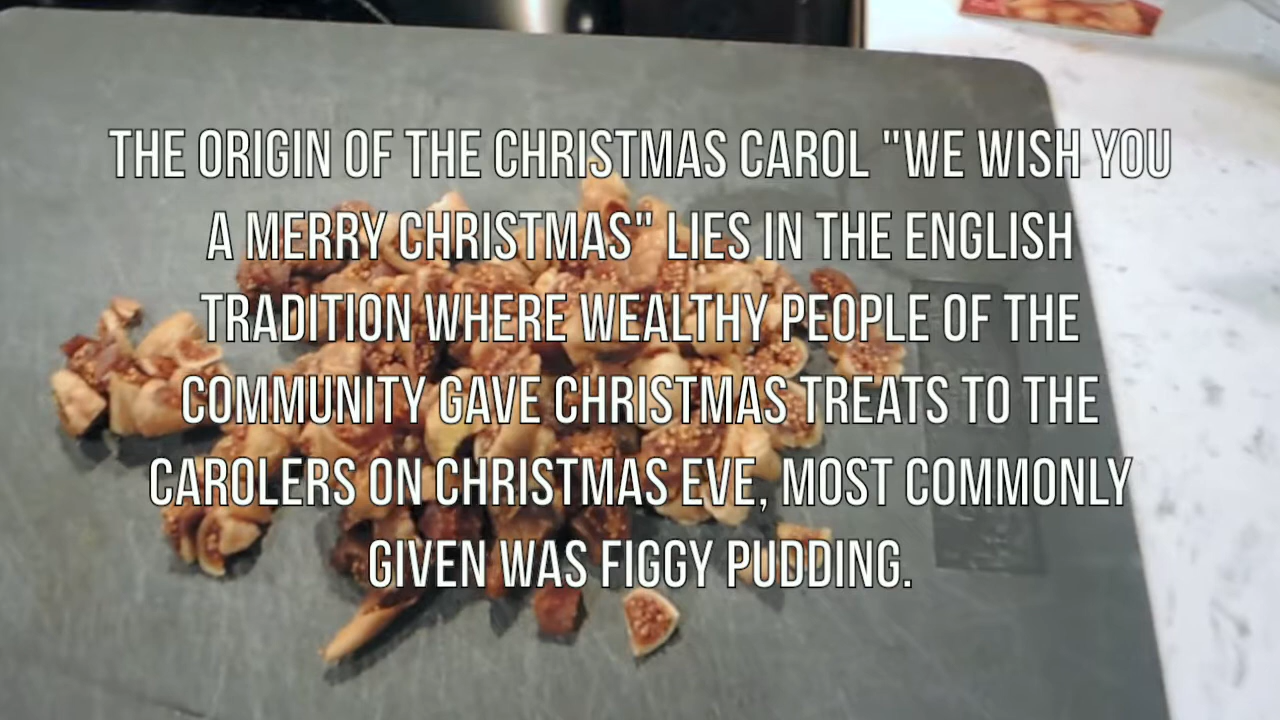 THE ORIGIN OF THE CHRISTMAS CAROL "WE WISH YOU
A MERRY CHRISTMAS" LIES IN THE ENGLISH
TRADITION WHERE WEALTHY PEOPLE OF THE
COMMUNITY GAVE CHRISTMAS TREATS TO THE
CAROLERS ON CHRISTMAS EVE, MOST COMMONLY
GIVEN WAS FIGGY PUDDING.